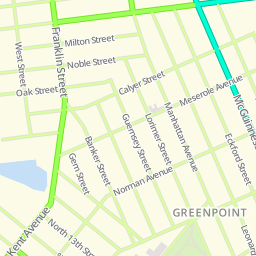 Milton Street
Franklin Street
West Street
Noble Street
Calyer Street
Oak Street
Meserole Avenue
McGuinness
Guernsey Street
Lorimer Street
Manhattan Avenue
Banker Street
Eckford Street
Gem Street
Norman Avenue
GREENPOINT
Kent Avenue
North 13th Street
Leonard